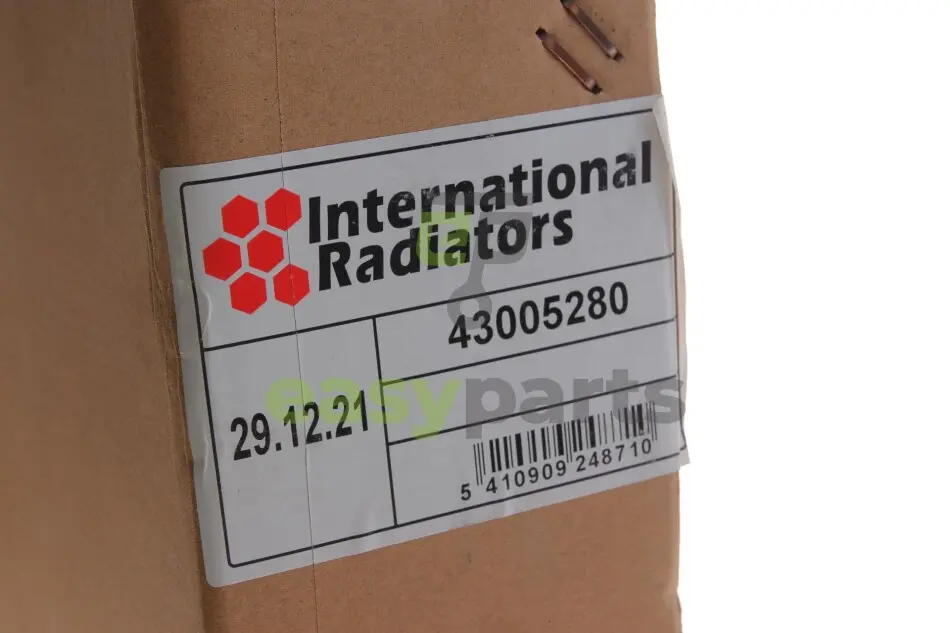 International
Radiators
43005280
29.12.21
easyparts
5 410909 248710